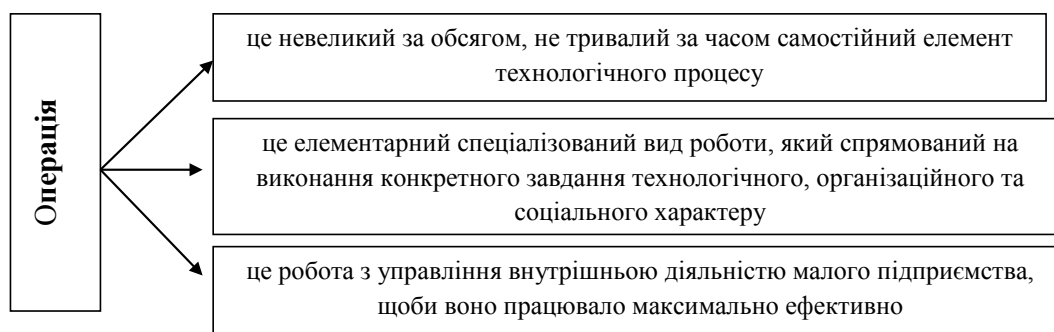 Операція
це невеликий за обсягом, не тривалий за часом самостійний елемент
технологічного процесу
це елементарний спеціалізований вид роботи, який спрямований на
виконання конкретного завдання технологічного, організаційного та
соціального характеру
це робота з управління внутрішньою діяльністю малого підприємства,
щоби воно працювало максимально ефективно